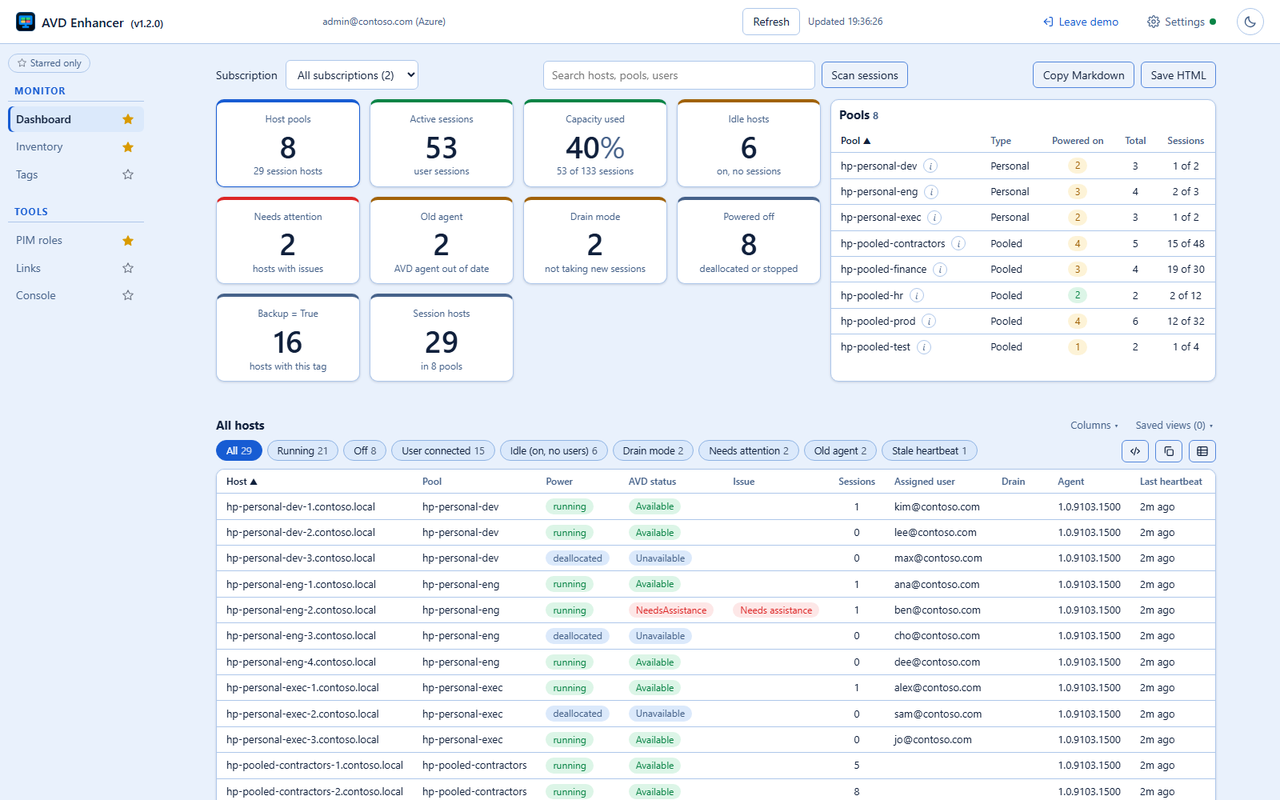 AVD Enhancer (v1.2.0)
admin@contoso.com (Azure)
Refresh
Updated 19:36:26
Leave demo
Settings
Starred only
MONITOR
Dashboard
Inventory
Tags
TOOLS
PIM roles
Links
Console
Subscription
All subscriptions (2)
Search hosts, pools, users
Scan sessions
Copy Markdown
Save HTML
Host pools
8
29 session hosts
Active sessions
53
user sessions
Capacity used
40%
53 of 133 sessions
Idle hosts
6
on, no sessions
Needs attention
2
hosts with issues
Old agent
2
AVD agent out of date
Drain mode
2
not taking new sessions
Powered off
8
deallocated or stopped
Backup = True
16
hosts with this tag
Session hosts
29
in 8 pools
Pools 8
Pool ▲ Type Powered on Total Sessions
hp-personal-dev i Personal 2 3 1 of 2
hp-personal-eng i Personal 3 4 2 of 3
hp-personal-exec i Personal 2 3 1 of 2
hp-pooled-contractors i Pooled 4 5 15 of 48
hp-pooled-finance i Pooled 3 4 19 of 30
hp-pooled-hr i Pooled 2 2 2 of 12
hp-pooled-prod i Pooled 4 6 12 of 32
hp-pooled-test i Pooled 1 2 1 of 4
All hosts
Columns
Saved views (0)
All 29
Running 21
Off 8
User connected 15
Idle (on, no users) 6
Drain mode 2
Needs attention 2
Old agent 2
Stale heartbeat 1
Host ▲ Pool Power AVD status Issue Sessions Assigned user Drain Agent Last heartbeat
hp-personal-dev-1.contoso.local hp-personal-dev running Available 1 kim@contoso.com 1.0.9103.1500 2m ago
hp-personal-dev-2.contoso.local hp-personal-dev running Available 0 lee@contoso.com 1.0.9103.1500 2m ago
hp-personal-dev-3.contoso.local hp-personal-dev deallocated Unavailable 0 max@contoso.com 1.0.9103.1500 2m ago
hp-personal-eng-1.contoso.local hp-personal-eng running Available 1 ana@contoso.com 1.0.9103.1500 2m ago
hp-personal-eng-2.contoso.local hp-personal-eng running NeedsAssistance Needs assistance 1 ben@contoso.com 1.0.9103.1500 2m ago
hp-personal-eng-3.contoso.local hp-personal-eng deallocated Unavailable 0 cho@contoso.com 1.0.9103.1500 2m ago
hp-personal-eng-4.contoso.local hp-personal-eng running Available 0 dee@contoso.com 1.0.9103.1500 2m ago
hp-personal-exec-1.contoso.local hp-personal-exec running Available 1 alex@contoso.com 1.0.9103.1500 2m ago
hp-personal-exec-2.contoso.local hp-personal-exec deallocated Unavailable 0 sam@contoso.com 1.0.9103.1500 2m ago
hp-personal-exec-3.contoso.local hp-personal-exec running Available 0 jo@contoso.com 1.0.9103.1500 2m ago
hp-pooled-contractors-1.contoso.local hp-pooled-contractors running Available 5 1.0.9103.1500 2m ago
hp-pooled-contractors-2.contoso.local hp-pooled-contractors running Available 8 1.0.9103.1500 2m ago